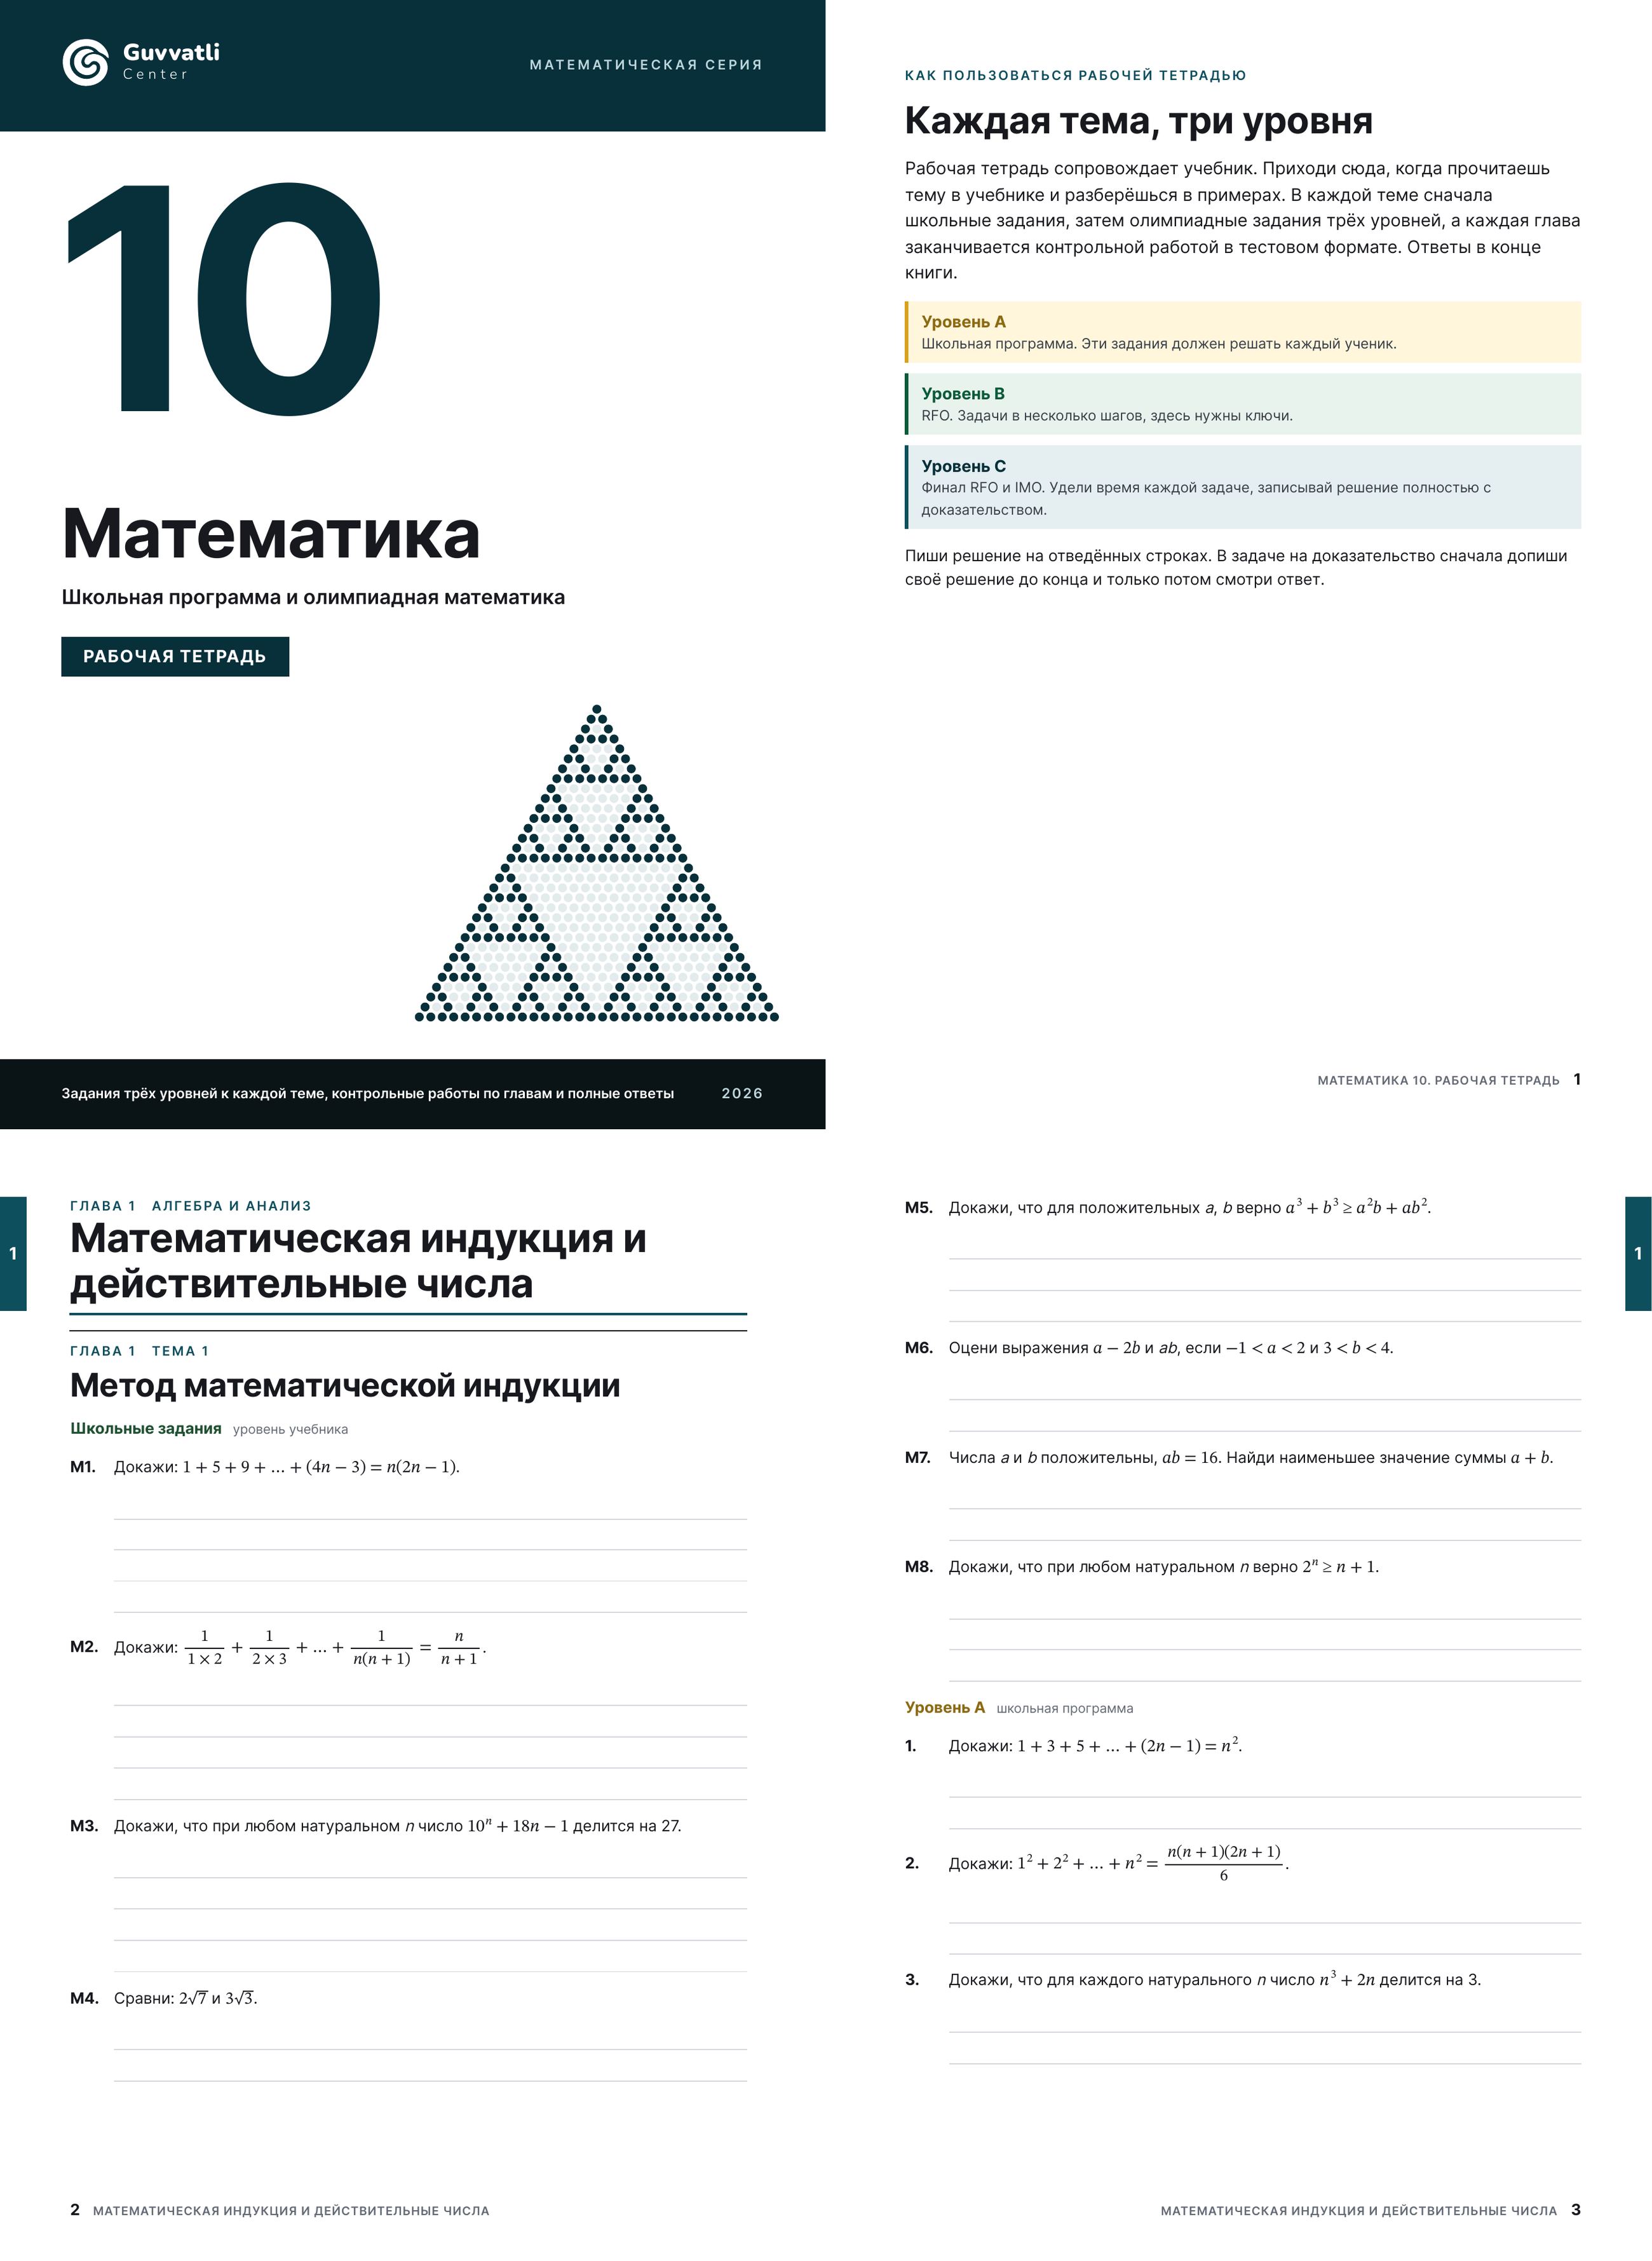 Guvvatli
Center
МАТЕМАТИЧЕСКАЯ СЕРИЯ
10
Математика
Школьная программа и олимпиадная математика
РАБОЧАЯ ТЕТРАДЬ
Задания трёх уровней к каждой теме, контрольные работы по главам и полные ответы 2026
КАК ПОЛЬЗОВАТЬСЯ РАБОЧЕЙ ТЕТРАДЬЮ
Каждая тема, три уровня
Рабочая тетрадь сопровождает учебник. Приходи сюда, когда прочитаешь
тему в учебнике и разберёшься в примерах. В каждой теме сначала
школьные задания, затем олимпиадные задания трёх уровней, а каждая глава
заканчивается контрольной работой в тестовом формате. Ответы в конце
книги.
Уровень A
Школьная программа. Эти задания должен решать каждый ученик.
Уровень B
RFO. Задачи в несколько шагов, здесь нужны ключи.
Уровень C
Финал RFO и IMO. Удели время каждой задаче, записывай решение полностью с
доказательством.
Пиши решение на отведённых строках. В задаче на доказательство сначала допиши
своё решение до конца и только потом смотри ответ.
МАТЕМАТИКА 10. РАБОЧАЯ ТЕТРАДЬ 1
1
ГЛАВА 1 АЛГЕБРА И АНАЛИЗ
Математическая индукция и
действительные числа
ГЛАВА 1 ТЕМА 1
Метод математической индукции
Школьные задания уровень учебника
М1. Докажи: 1 + 5 + 9 + … + (4n − 3) = n(2n − 1).
М2. Докажи: 1/(1 × 2) + 1/(2 × 3) + … + 1/(n(n + 1)) = n/(n + 1).
М3. Докажи, что при любом натуральном n число 10ⁿ + 18n − 1 делится на 27.
М4. Сравни: 2√7 и 3√3.
2 МАТЕМАТИЧЕСКАЯ ИНДУКЦИЯ И ДЕЙСТВИТЕЛЬНЫЕ ЧИСЛА
М5. Докажи, что для положительных a, b верно a³ + b³ ≥ a²b + ab².
1
М6. Оцени выражения a − 2b и ab, если −1 < a < 2 и 3 < b < 4.
М7. Числа a и b положительны, ab = 16. Найди наименьшее значение суммы a + b.
М8. Докажи, что при любом натуральном n верно 2ⁿ ≥ n + 1.
Уровень A школьная программа
1. Докажи: 1 + 3 + 5 + … + (2n − 1) = n².
2. Докажи: 1² + 2² + … + n² = n(n + 1)(2n + 1)/6.
3. Докажи, что для каждого натурального n число n³ + 2n делится на 3.
МАТЕМАТИЧЕСКАЯ ИНДУКЦИЯ И ДЕЙСТВИТЕЛЬНЫЕ ЧИСЛА 3